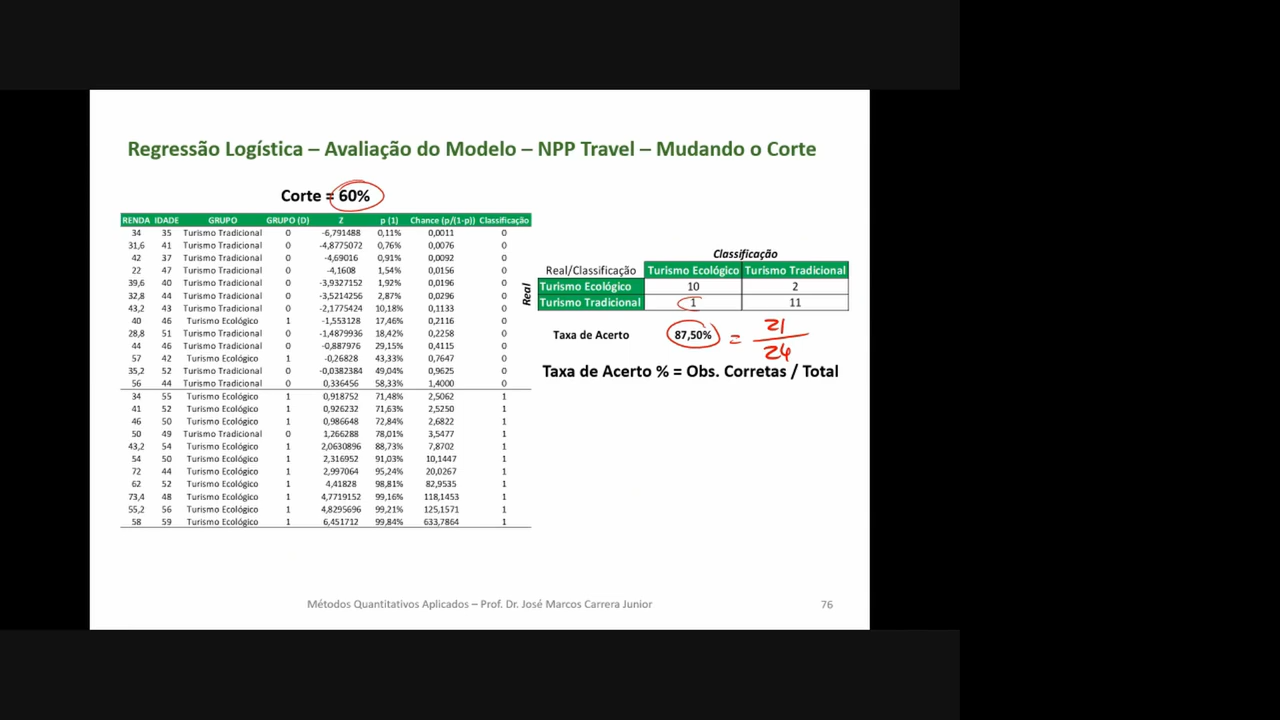 Regressão Logística – Avaliação do Modelo – NPP Travel – Mudando o Corte
Corte = 60%
RENDA IDADE GRUPO GRUPO (D) Z p (1) Chance (p/(1-p)) Classificação
34 35 Turismo Tradicional 0 -6,791488 0,11% 0,0011 0
31,6 41 Turismo Tradicional 0 -4,8775072 0,76% 0,0076 0
42 37 Turismo Tradicional 0 -4,69016 0,91% 0,0092 0
22 47 Turismo Tradicional 0 -4,1608 1,54% 0,0156 0
39,6 40 Turismo Tradicional 0 -3,9327152 1,92% 0,0196 0
32,8 44 Turismo Tradicional 0 -3,5214256 2,87% 0,0296 0
43,2 43 Turismo Tradicional 0 -2,1775424 10,18% 0,1133 0
40 46 Turismo Ecológico 1 -1,553128 17,46% 0,2116 0
28,8 51 Turismo Tradicional 0 -1,4879936 18,42% 0,2258 0
44 46 Turismo Tradicional 0 -0,887976 29,15% 0,4115 0
57 42 Turismo Ecológico 1 -0,26828 43,33% 0,7647 0
35,2 52 Turismo Tradicional 0 -0,0382384 49,04% 0,9625 0
56 44 Turismo Tradicional 0 0,336456 58,33% 1,4000 0
34 55 Turismo Ecológico 1 0,918752 71,48% 2,5062 1
41 52 Turismo Ecológico 1 0,926232 71,63% 2,5250 1
46 50 Turismo Ecológico 1 0,986648 72,84% 2,6822 1
50 49 Turismo Tradicional 0 1,266288 78,01% 3,5477 1
43,2 54 Turismo Ecológico 1 2,0630896 88,73% 7,8702 1
54 50 Turismo Ecológico 1 2,316952 91,03% 10,1447 1
72 44 Turismo Ecológico 1 2,997064 95,24% 20,0267 1
62 52 Turismo Ecológico 1 4,41828 98,81% 82,9535 1
73,4 48 Turismo Ecológico 1 4,7719152 99,16% 118,1453 1
55,2 56 Turismo Ecológico 1 4,8295696 99,21% 125,1571 1
58 59 Turismo Ecológico 1 6,451712 99,84% 633,7864 1
Classificação
Real/Classificação Turismo Ecológico Turismo Tradicional
Real
Turismo Ecológico 10 2
Turismo Tradicional 1 11
Taxa de Acerto 87,50% = 21
24
Taxa de Acerto % = Obs. Corretas / Total
Métodos Quantitativos Aplicados – Prof. Dr. José Marcos Carrera Junior 76